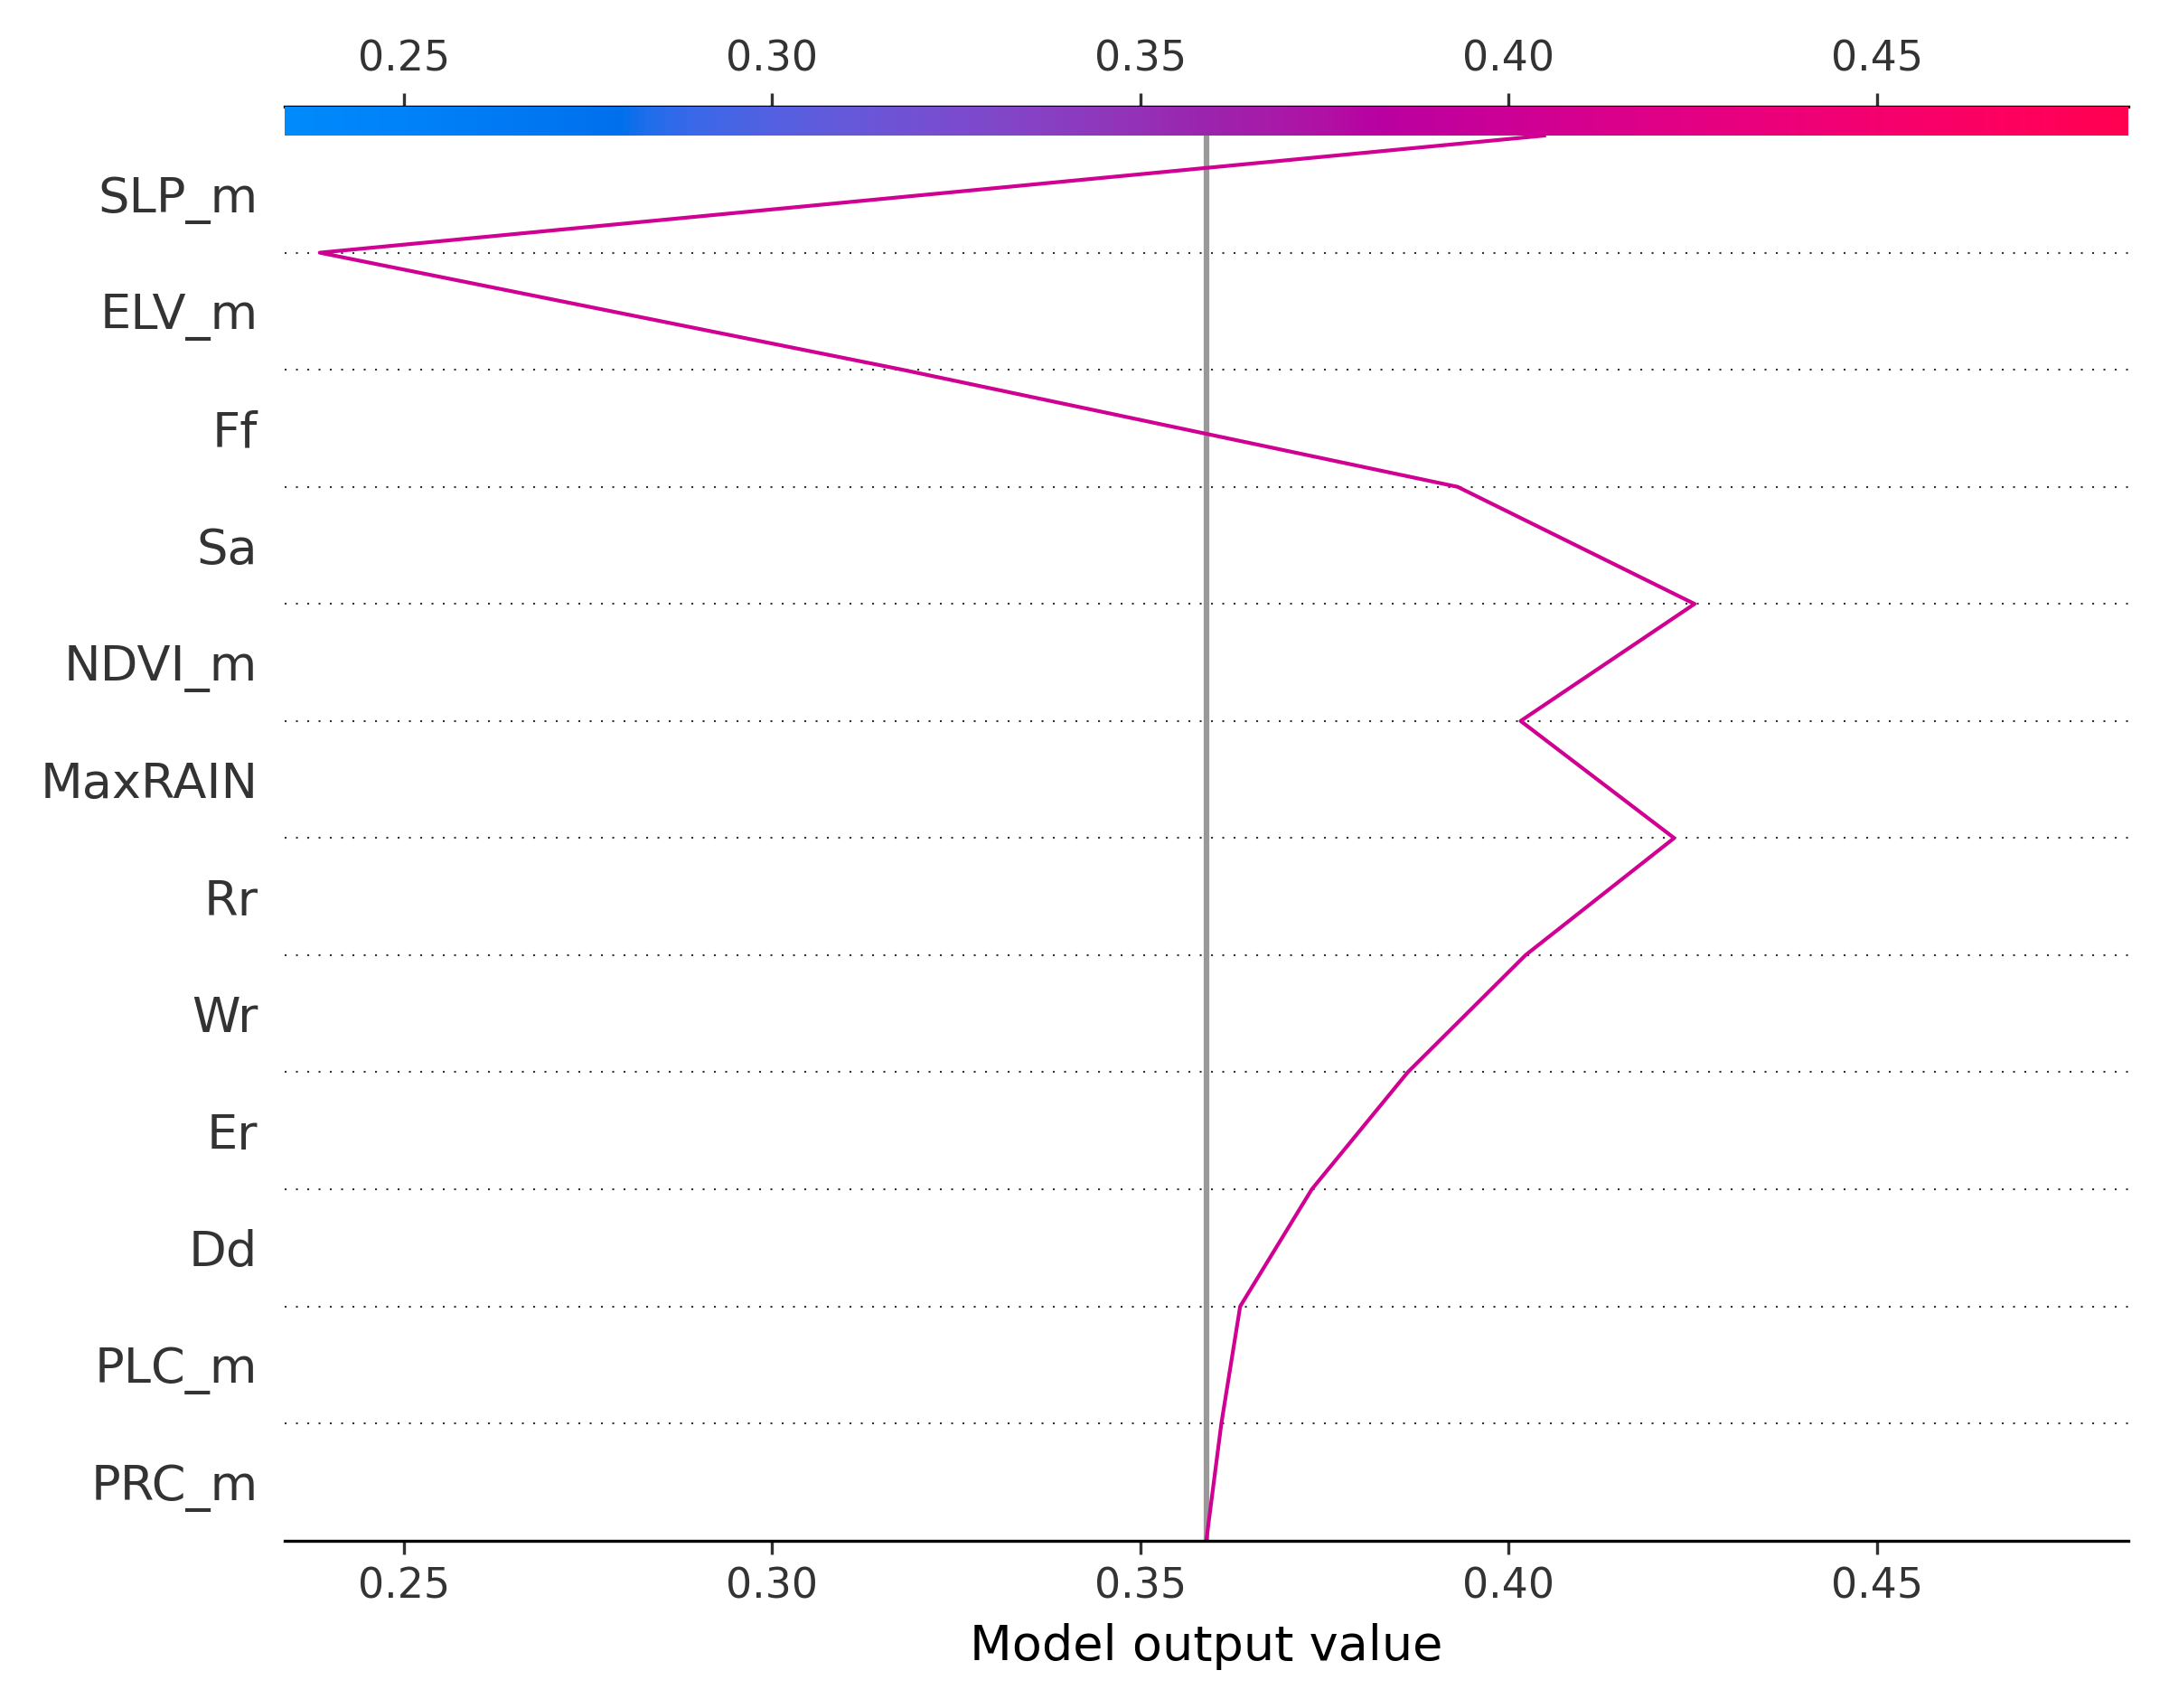 0.25 0.30 0.35 0.40 0.45
SLP_m
ELV_m
Ff
Sa
NDVI_m
MaxRAIN
Rr
Wr
Er
Dd
PLC_m
PRC_m
0.25 0.30 0.35 0.40 0.45
Model output value